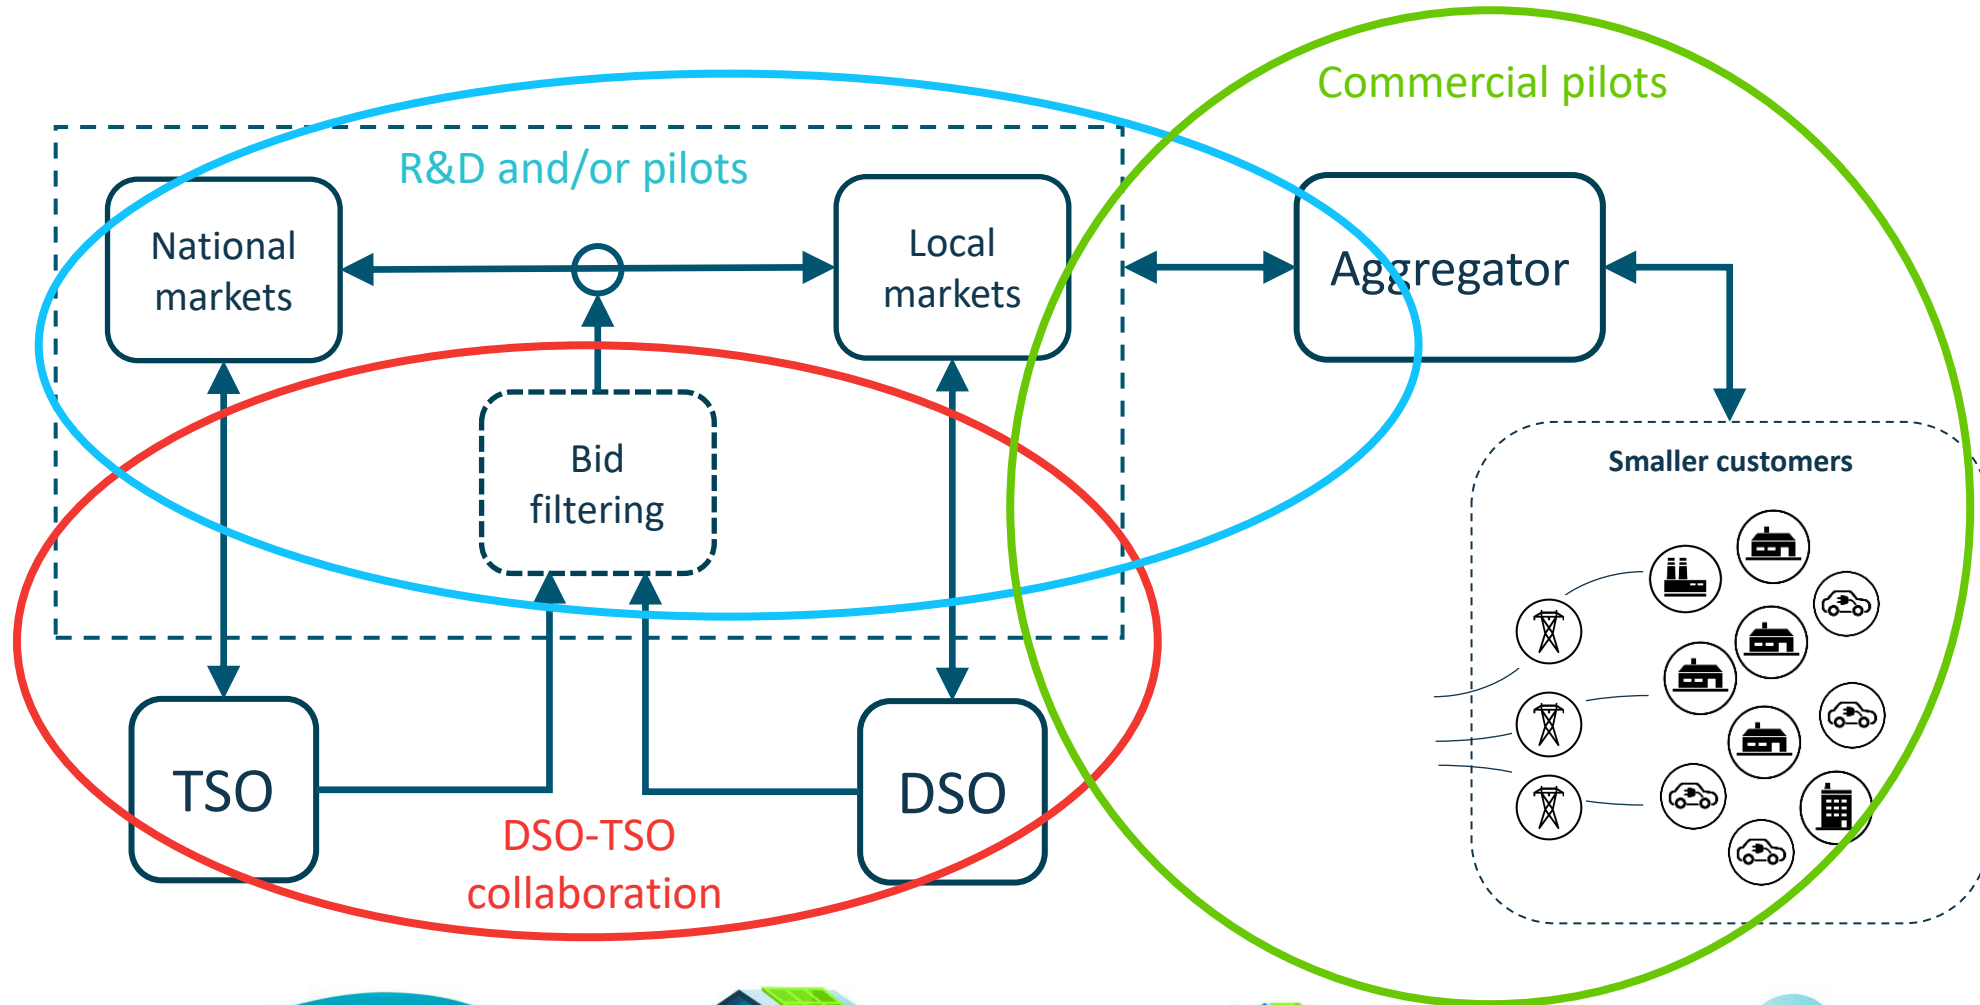 Commercial pilots
R&D and/or pilots
National
markets
Local
markets
Aggregator
Bid
filtering
Smaller customers
TSO
DSO
DSO-TSO
collaboration